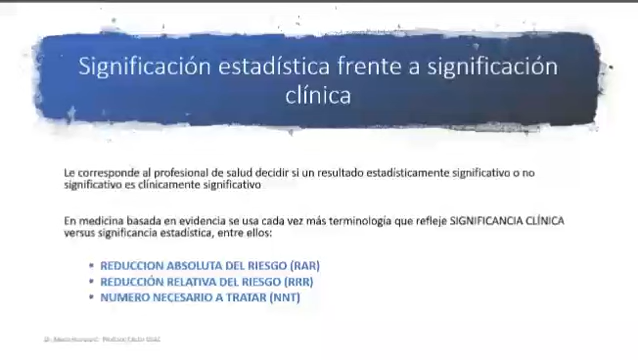 Significación estadística frente a significación
clínica
Le corresponde al profesional de salud decidir si un resultado estadísticamente significativo o no
significativo es clínicamente significativo
En medicina basada en evidencia se usa cada vez más terminología que refleje SIGNIFICANCIA CLÍNICA
versus significancia estadística, entre ellos:
• REDUCCION ABSOLUTA DEL RIESGO (RAR)
• REDUCCIÓN RELATIVA DEL RIESGO (RRR)
• NUMERO NECESARIO A TRATAR (NNT)